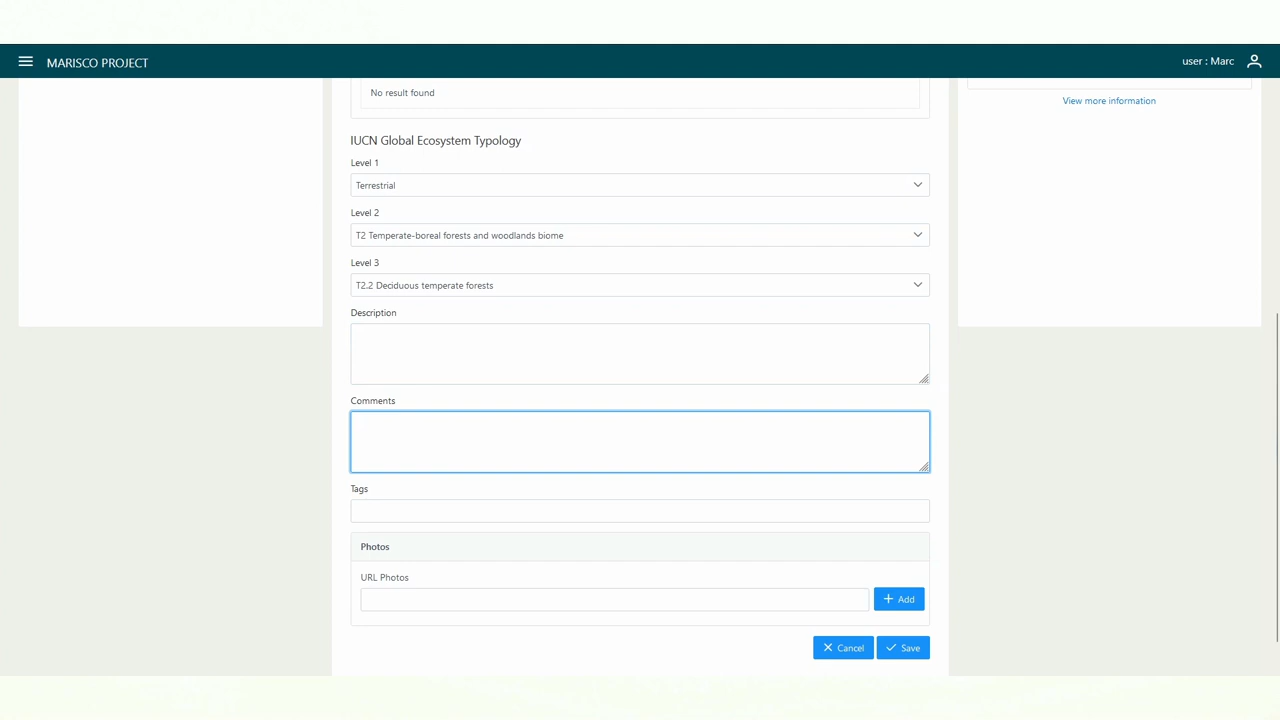 MARISCO PROJECT
user : Marc
No result found
View more information
IUCN Global Ecosystem Typology
Level 1
Terrestrial
Level 2
T2 Temperate-boreal forests and woodlands biome
Level 3
T2.2 Deciduous temperate forests
Description
Comments
Tags
Photos
URL Photos
Add
Cancel
Save